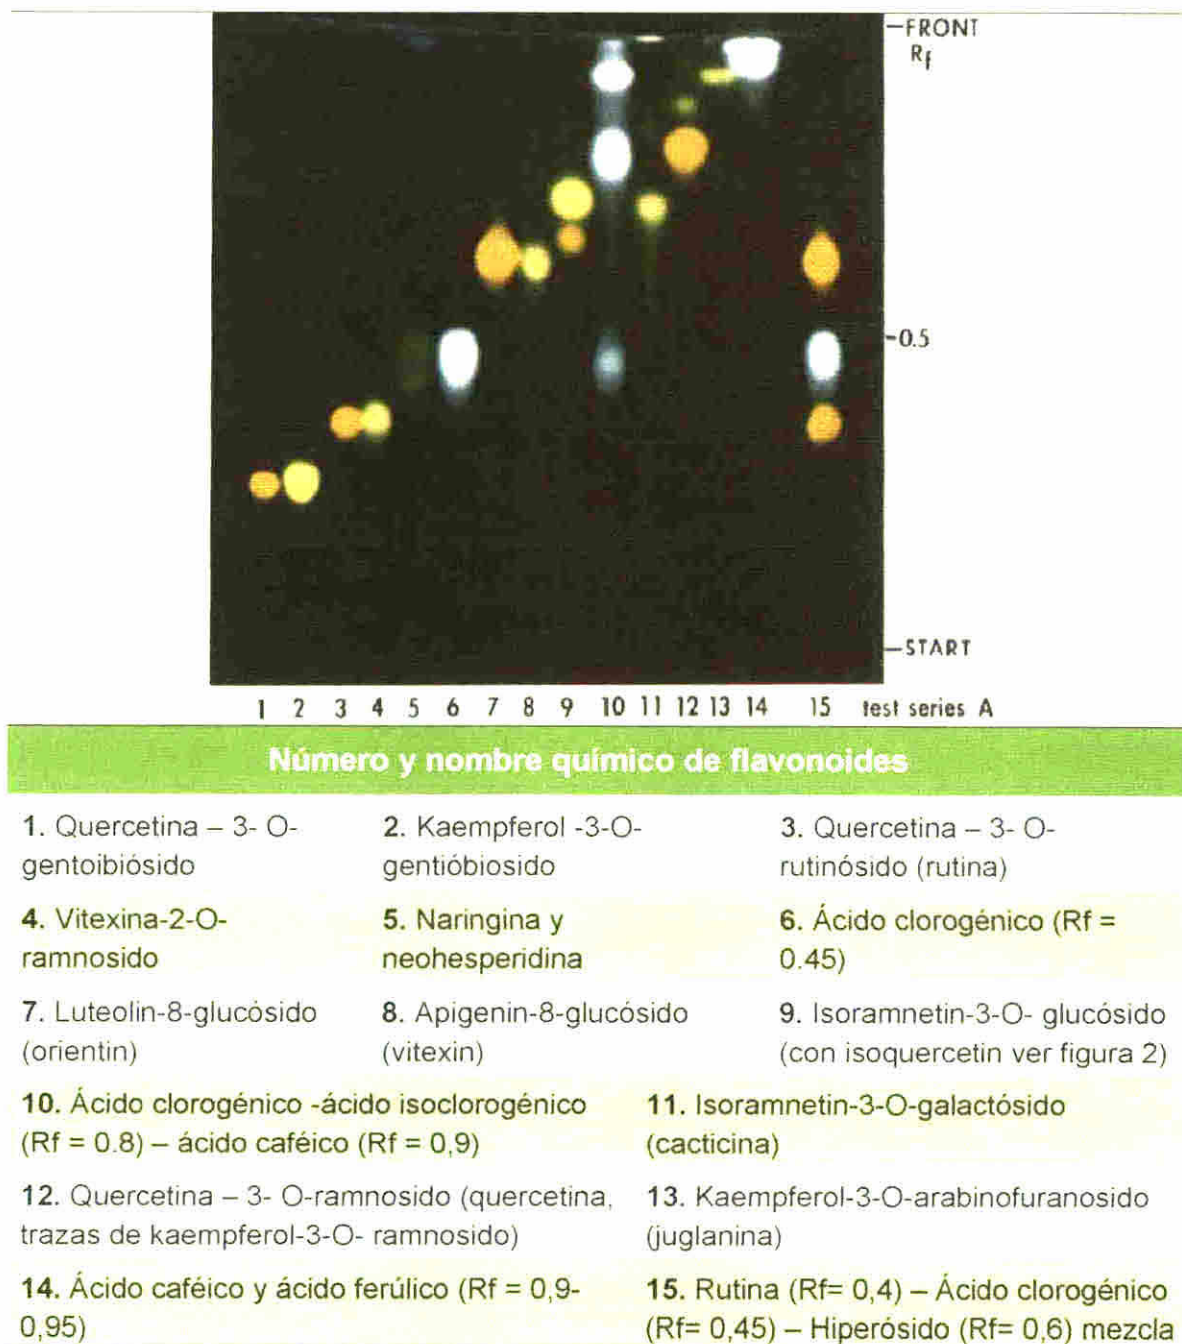 FRONT
Rf
0.5
START
1 2 3 4 5 6 7 8 9 10 11 12 13 14 15 test series A
Número y nombre químico de flavonoides
1. Quercetina – 3- O-
gentoibiósido
2. Kaempferol -3-O-
gentióbiosido
3. Quercetina – 3- O-
rutinósido (rutina)
4. Vitexina-2-O-
ramnosido
5. Naringina y
neohesperidina
6. Ácido clorogénico (Rf =
0.45)
7. Luteolin-8-glucósido
(orientin)
8. Apigenin-8-glucósido
(vitexin)
9. Isoramnetin-3-O- glucósido
(con isoquercetin ver figura 2)
10. Ácido clorogénico -ácido isoclorogénico
(Rf = 0.8) – ácido caféico (Rf = 0,9)
11. Isoramnetin-3-O-galactósido
(cacticina)
12. Quercetina – 3- O-ramnosido (quercetina,
trazas de kaempferol-3-O- ramnosido)
13. Kaempferol-3-O-arabinofuranosido
(juglanina)
14. Ácido caféico y ácido ferúlico (Rf = 0,9-
0,95)
15. Rutina (Rf= 0,4) – Ácido clorogénico
(Rf= 0,45) – Hiperósido (Rf= 0,6) mezcla